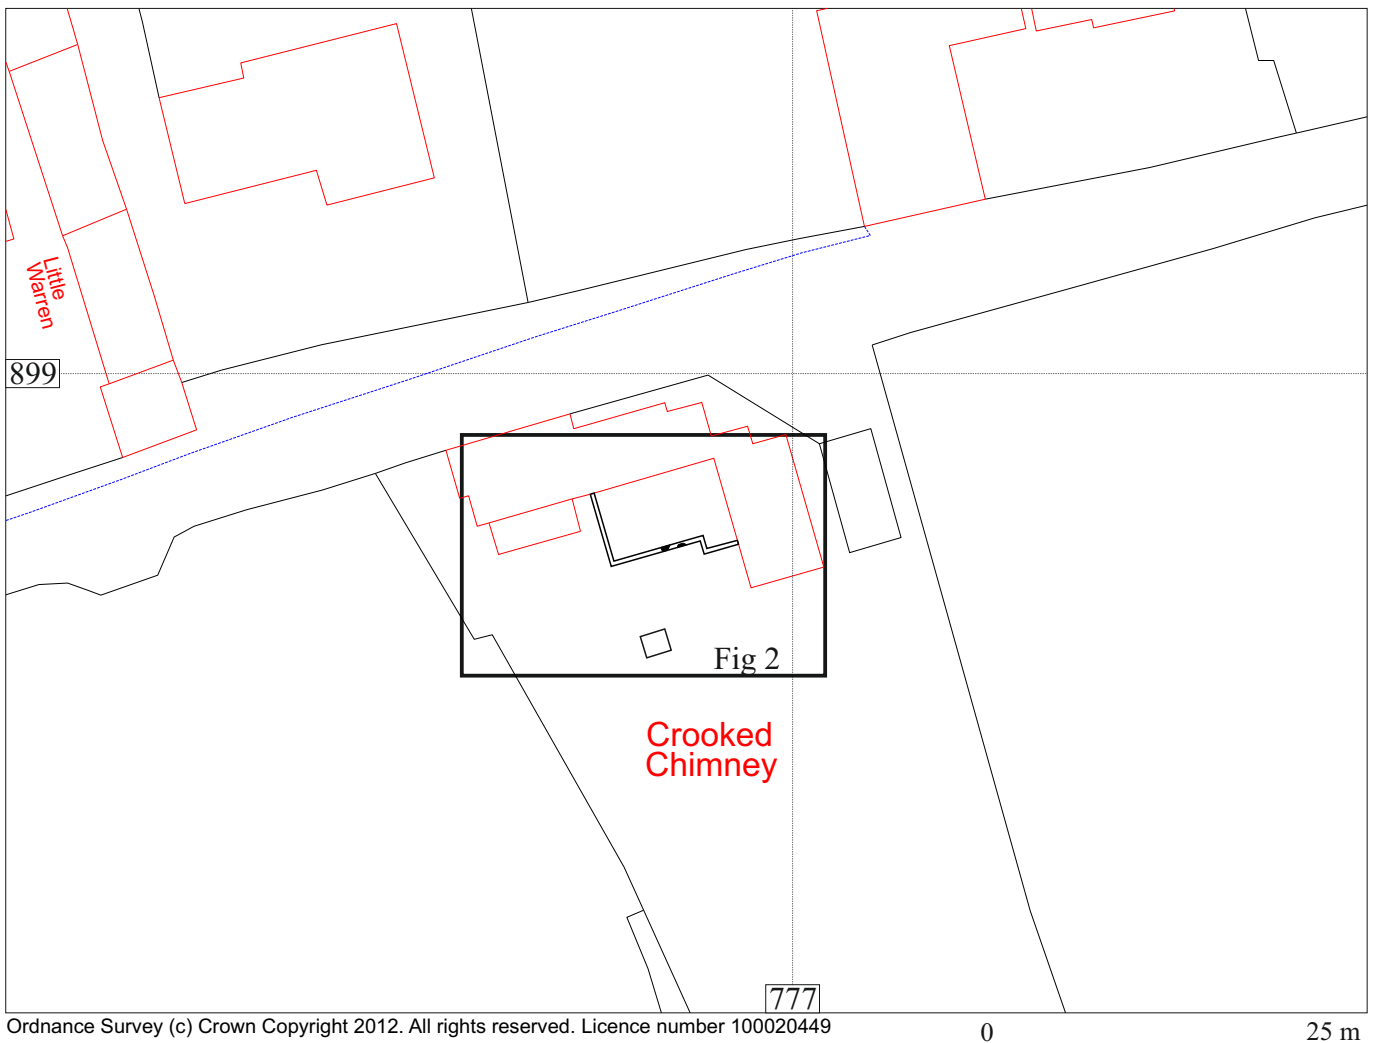 Little
Warren
899
Fig 2
Crooked
Chimney
777
Ordnance Survey (c) Crown Copyright 2012. All rights reserved. Licence number 100020449
0 25 m